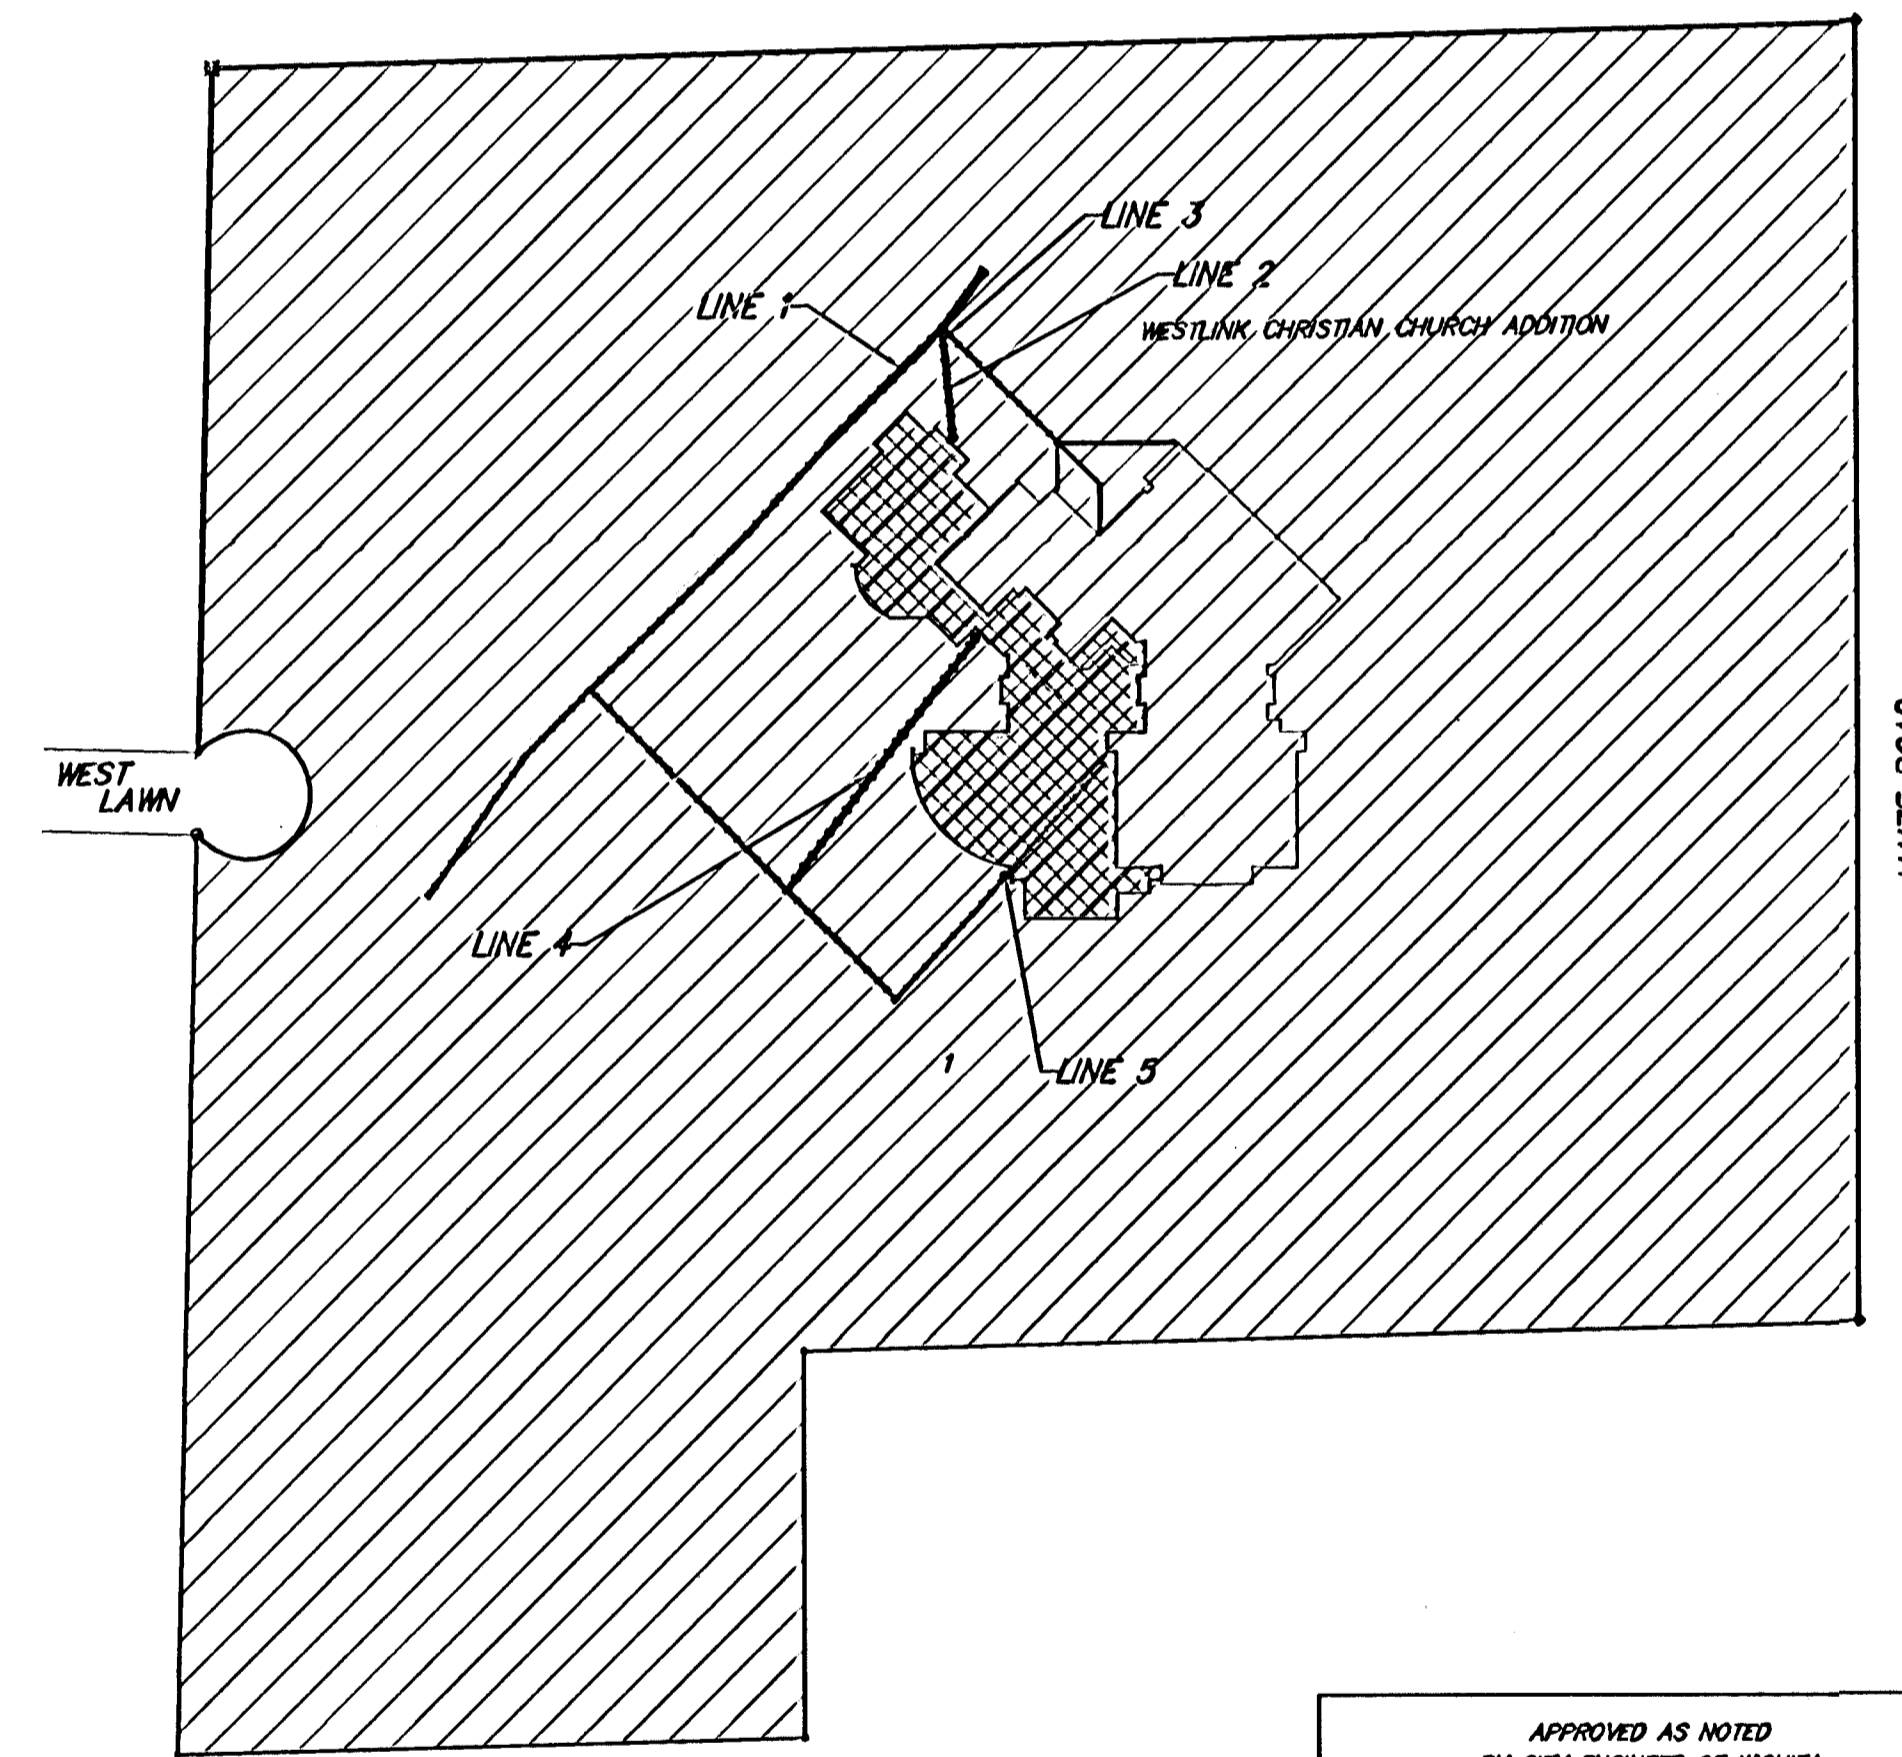 LINE 3
LINE 2
LINE 1
WESTLINK CHRISTIAN CHURCH ADDITION
WEST
LAWN
LINE 4
1
LINE 5
APPROVED AS NOTED